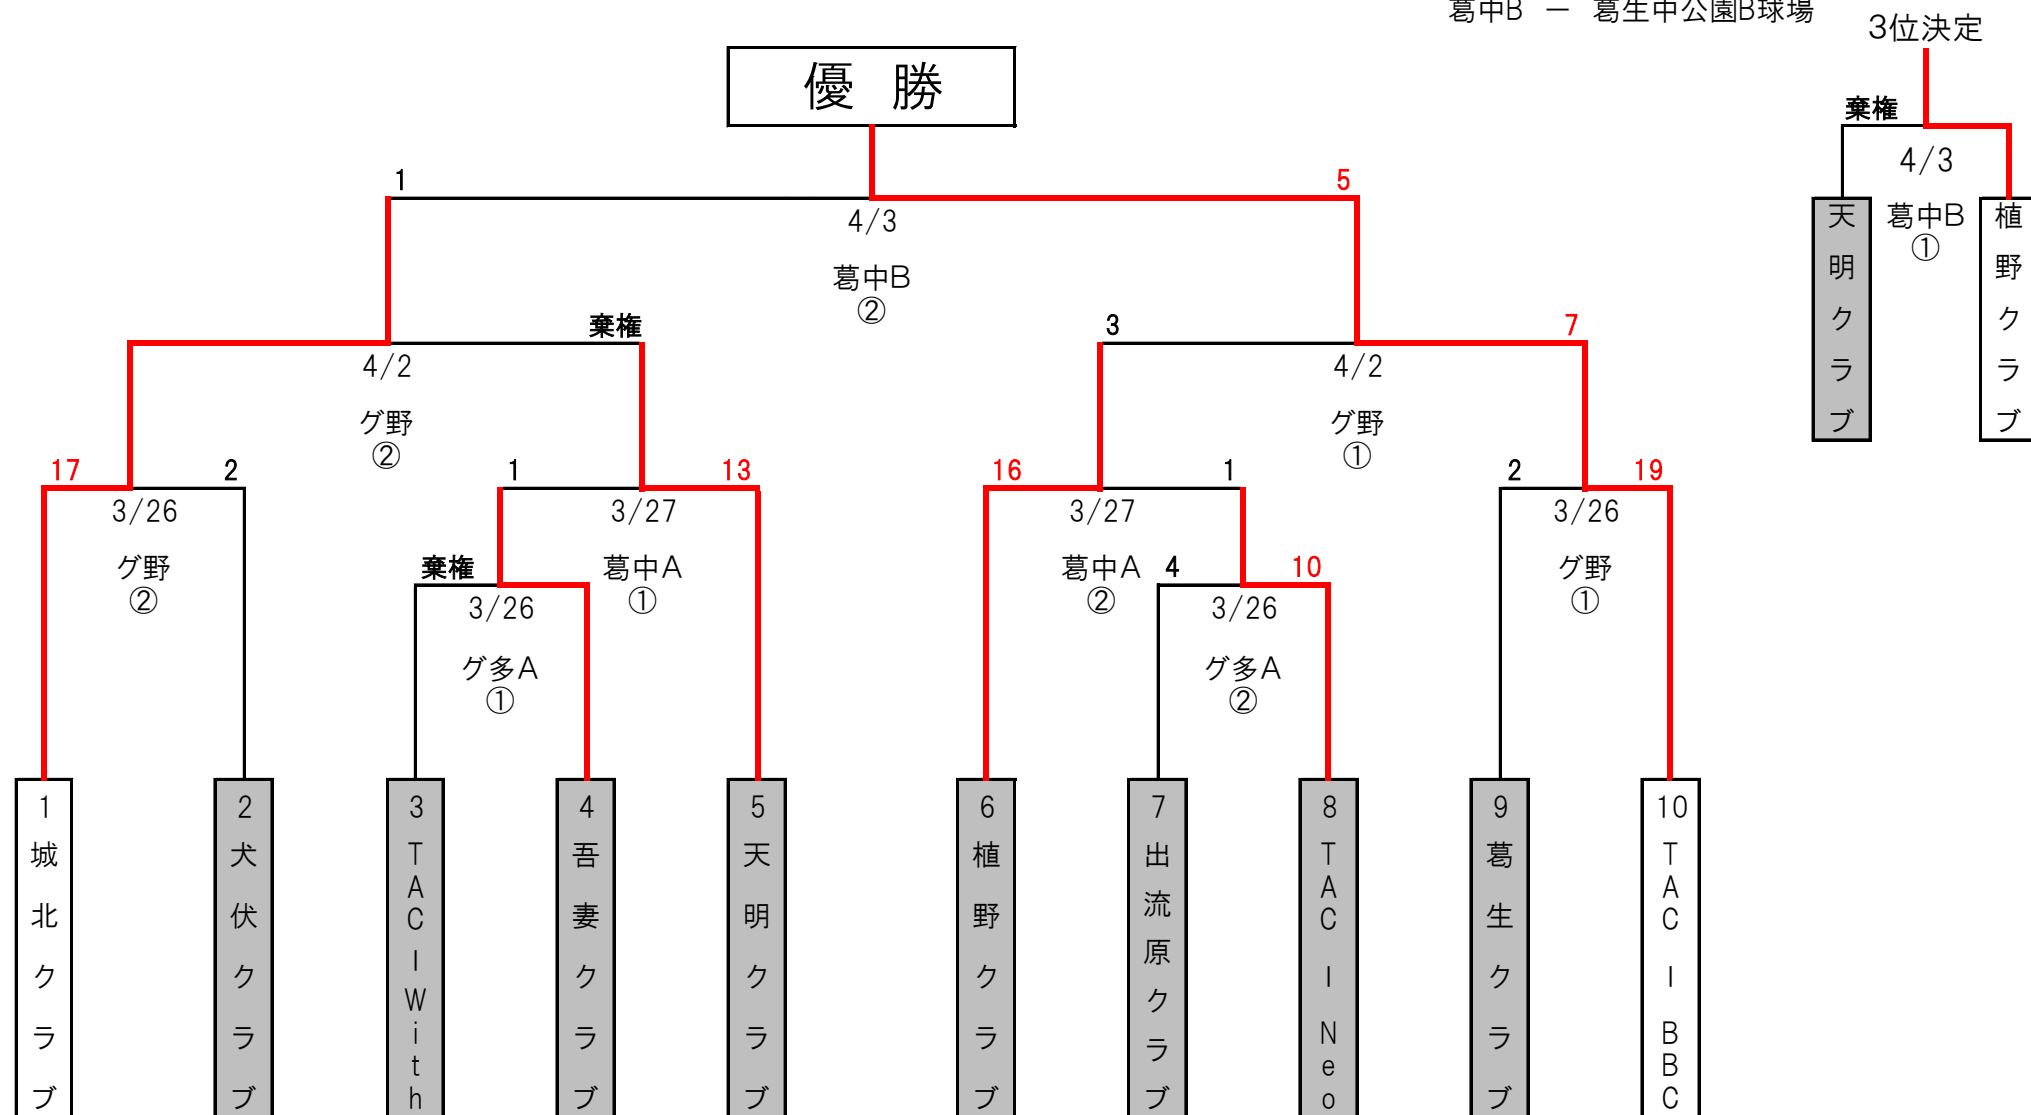 葛中B － 葛生中公園B球場
3位決定
優 勝
棄権
4/3
葛中B
①
天明クラブ
植野クラブ
1
5
4/3
葛中B
②
棄権
4/2
グ野
②
3
7
4/2
グ野
①
17
2
3/26
グ野
②
1
13
3/27
葛中A
①
16
1
3/27
葛中A
②
2
19
3/26
グ野
①
棄権
3/26
グ多A
①
4
10
3/26
グ多A
②
1 城北クラブ
2 犬伏クラブ
3 TACI With
4 吾妻クラブ
5 天明クラブ
6 植野クラブ
7 出流原クラブ
8 TAC I Neo
9 葛生クラブ
10 TAC I BBC